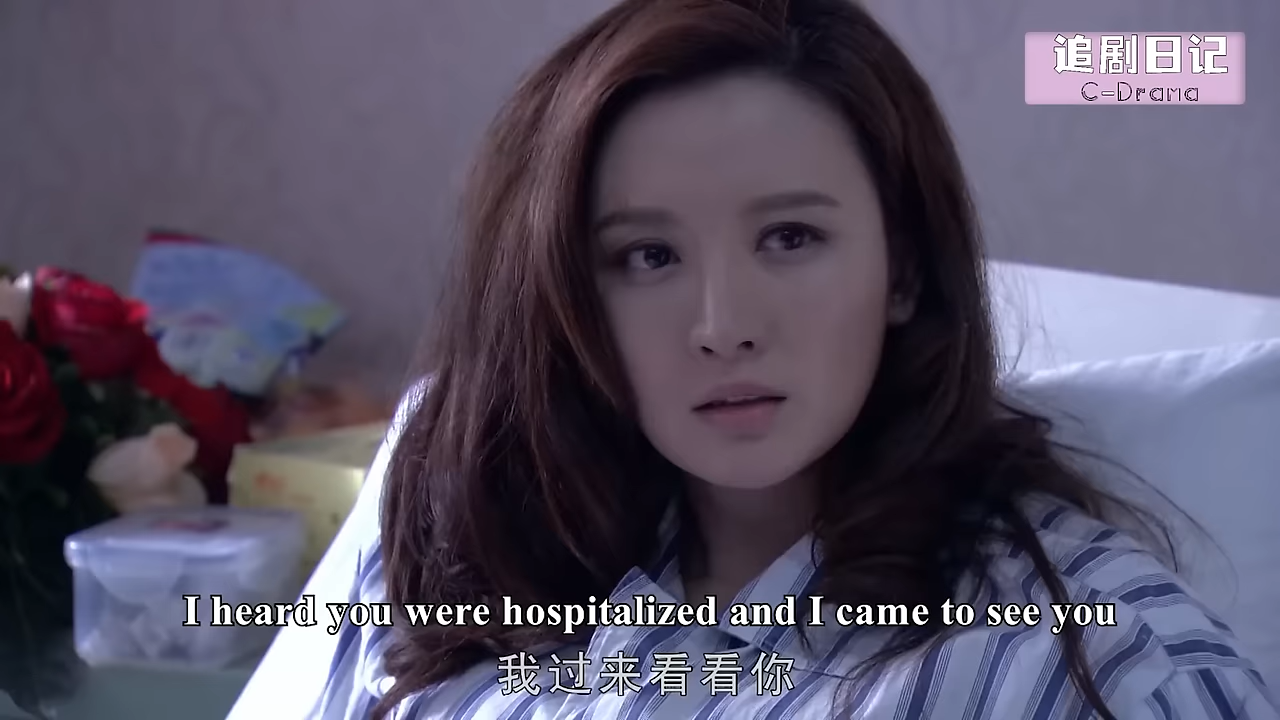 追剧日记
C-Drama
I heard you were hospitalized and I came to see you
我过来看看你